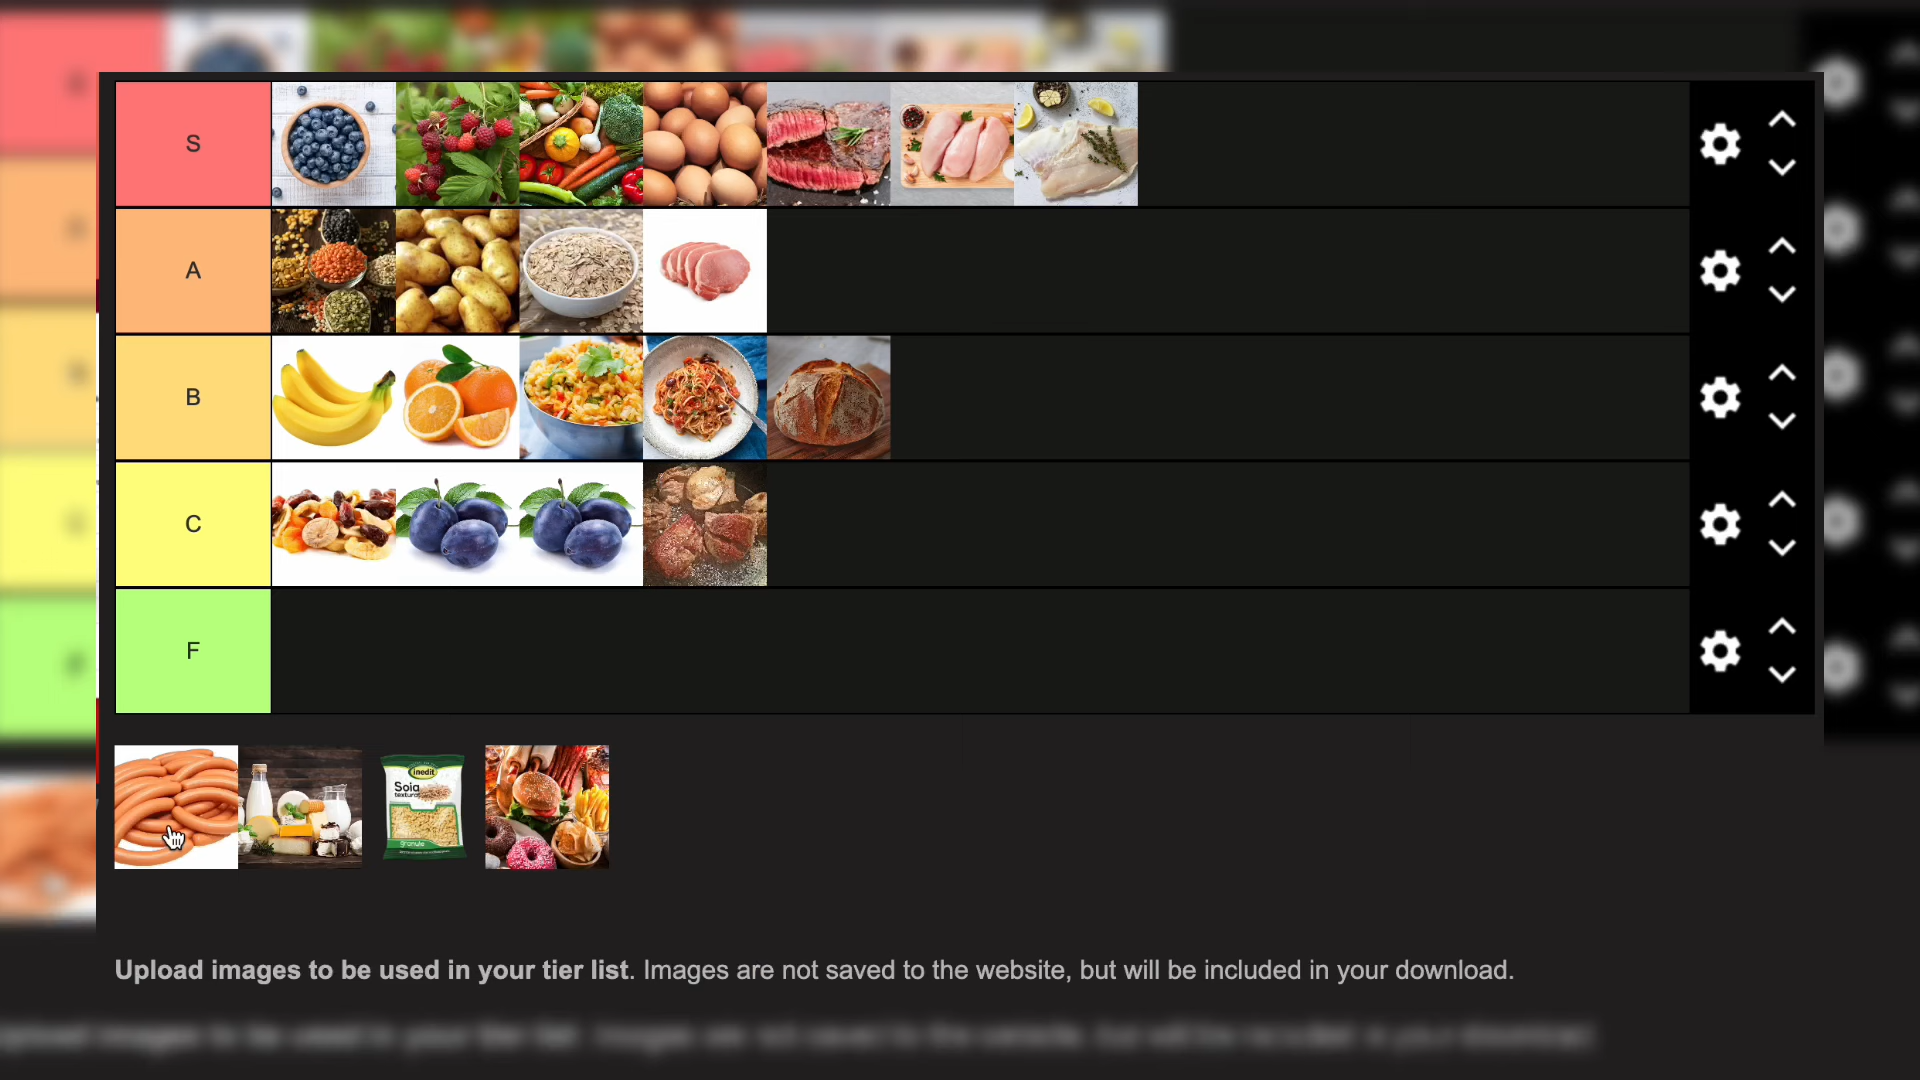 S
A
B
C
F
inedit
Soia
granule
Upload images to be used in your tier list. Images are not saved to the website, but will be included in your download.